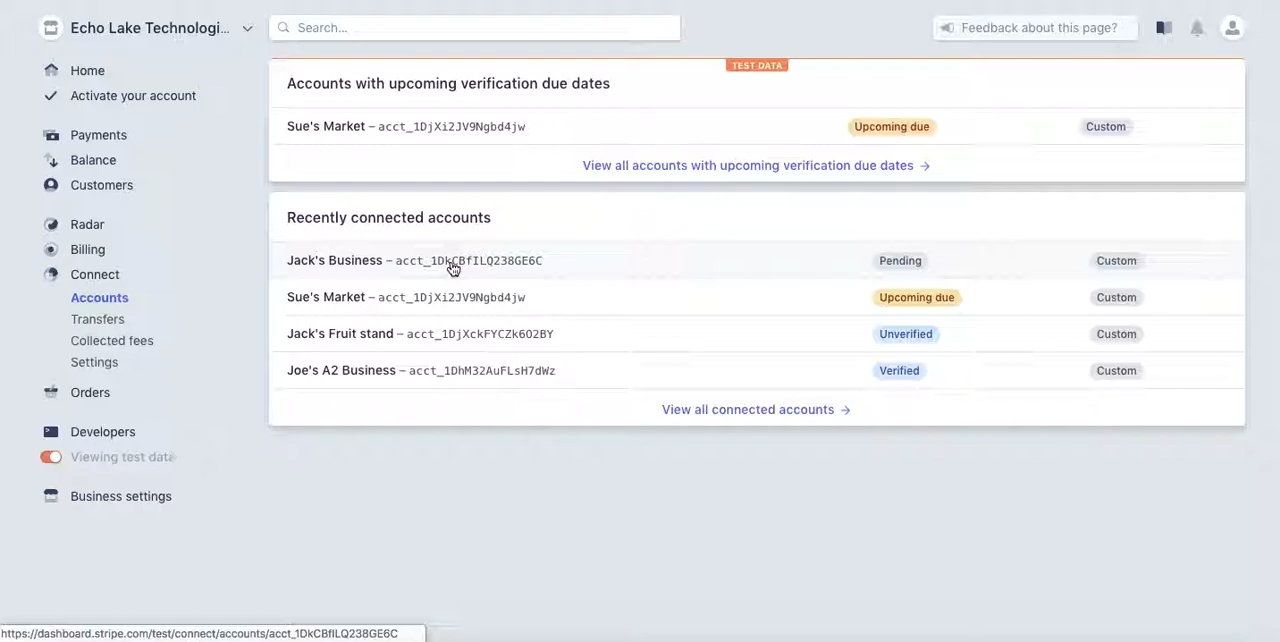 Echo Lake Technologi...
Search...
Feedback about this page?
Home
Activate your account
Payments
Balance
Customers
Radar
Billing
Connect
Accounts
Transfers
Collected fees
Settings
Orders
Developers
Viewing test data
Business settings
TEST DATA
Accounts with upcoming verification due dates
Sue's Market – acct_1DjXi2JV9Ngbd4jw Upcoming due Custom
View all accounts with upcoming verification due dates →
Recently connected accounts
Jack's Business – acct_1DkCBfILQ238GE6C Pending Custom
Sue's Market – acct_1DjXi2JV9Ngbd4jw Upcoming due Custom
Jack's Fruit stand – acct_1DjXckFYCZk6O2BY Unverified Custom
Joe's A2 Business – acct_1DhM32AuFLsH7dWz Verified Custom
View all connected accounts →
https://dashboard.stripe.com/test/connect/accounts/acct_1DkCBfILQ238GE6C